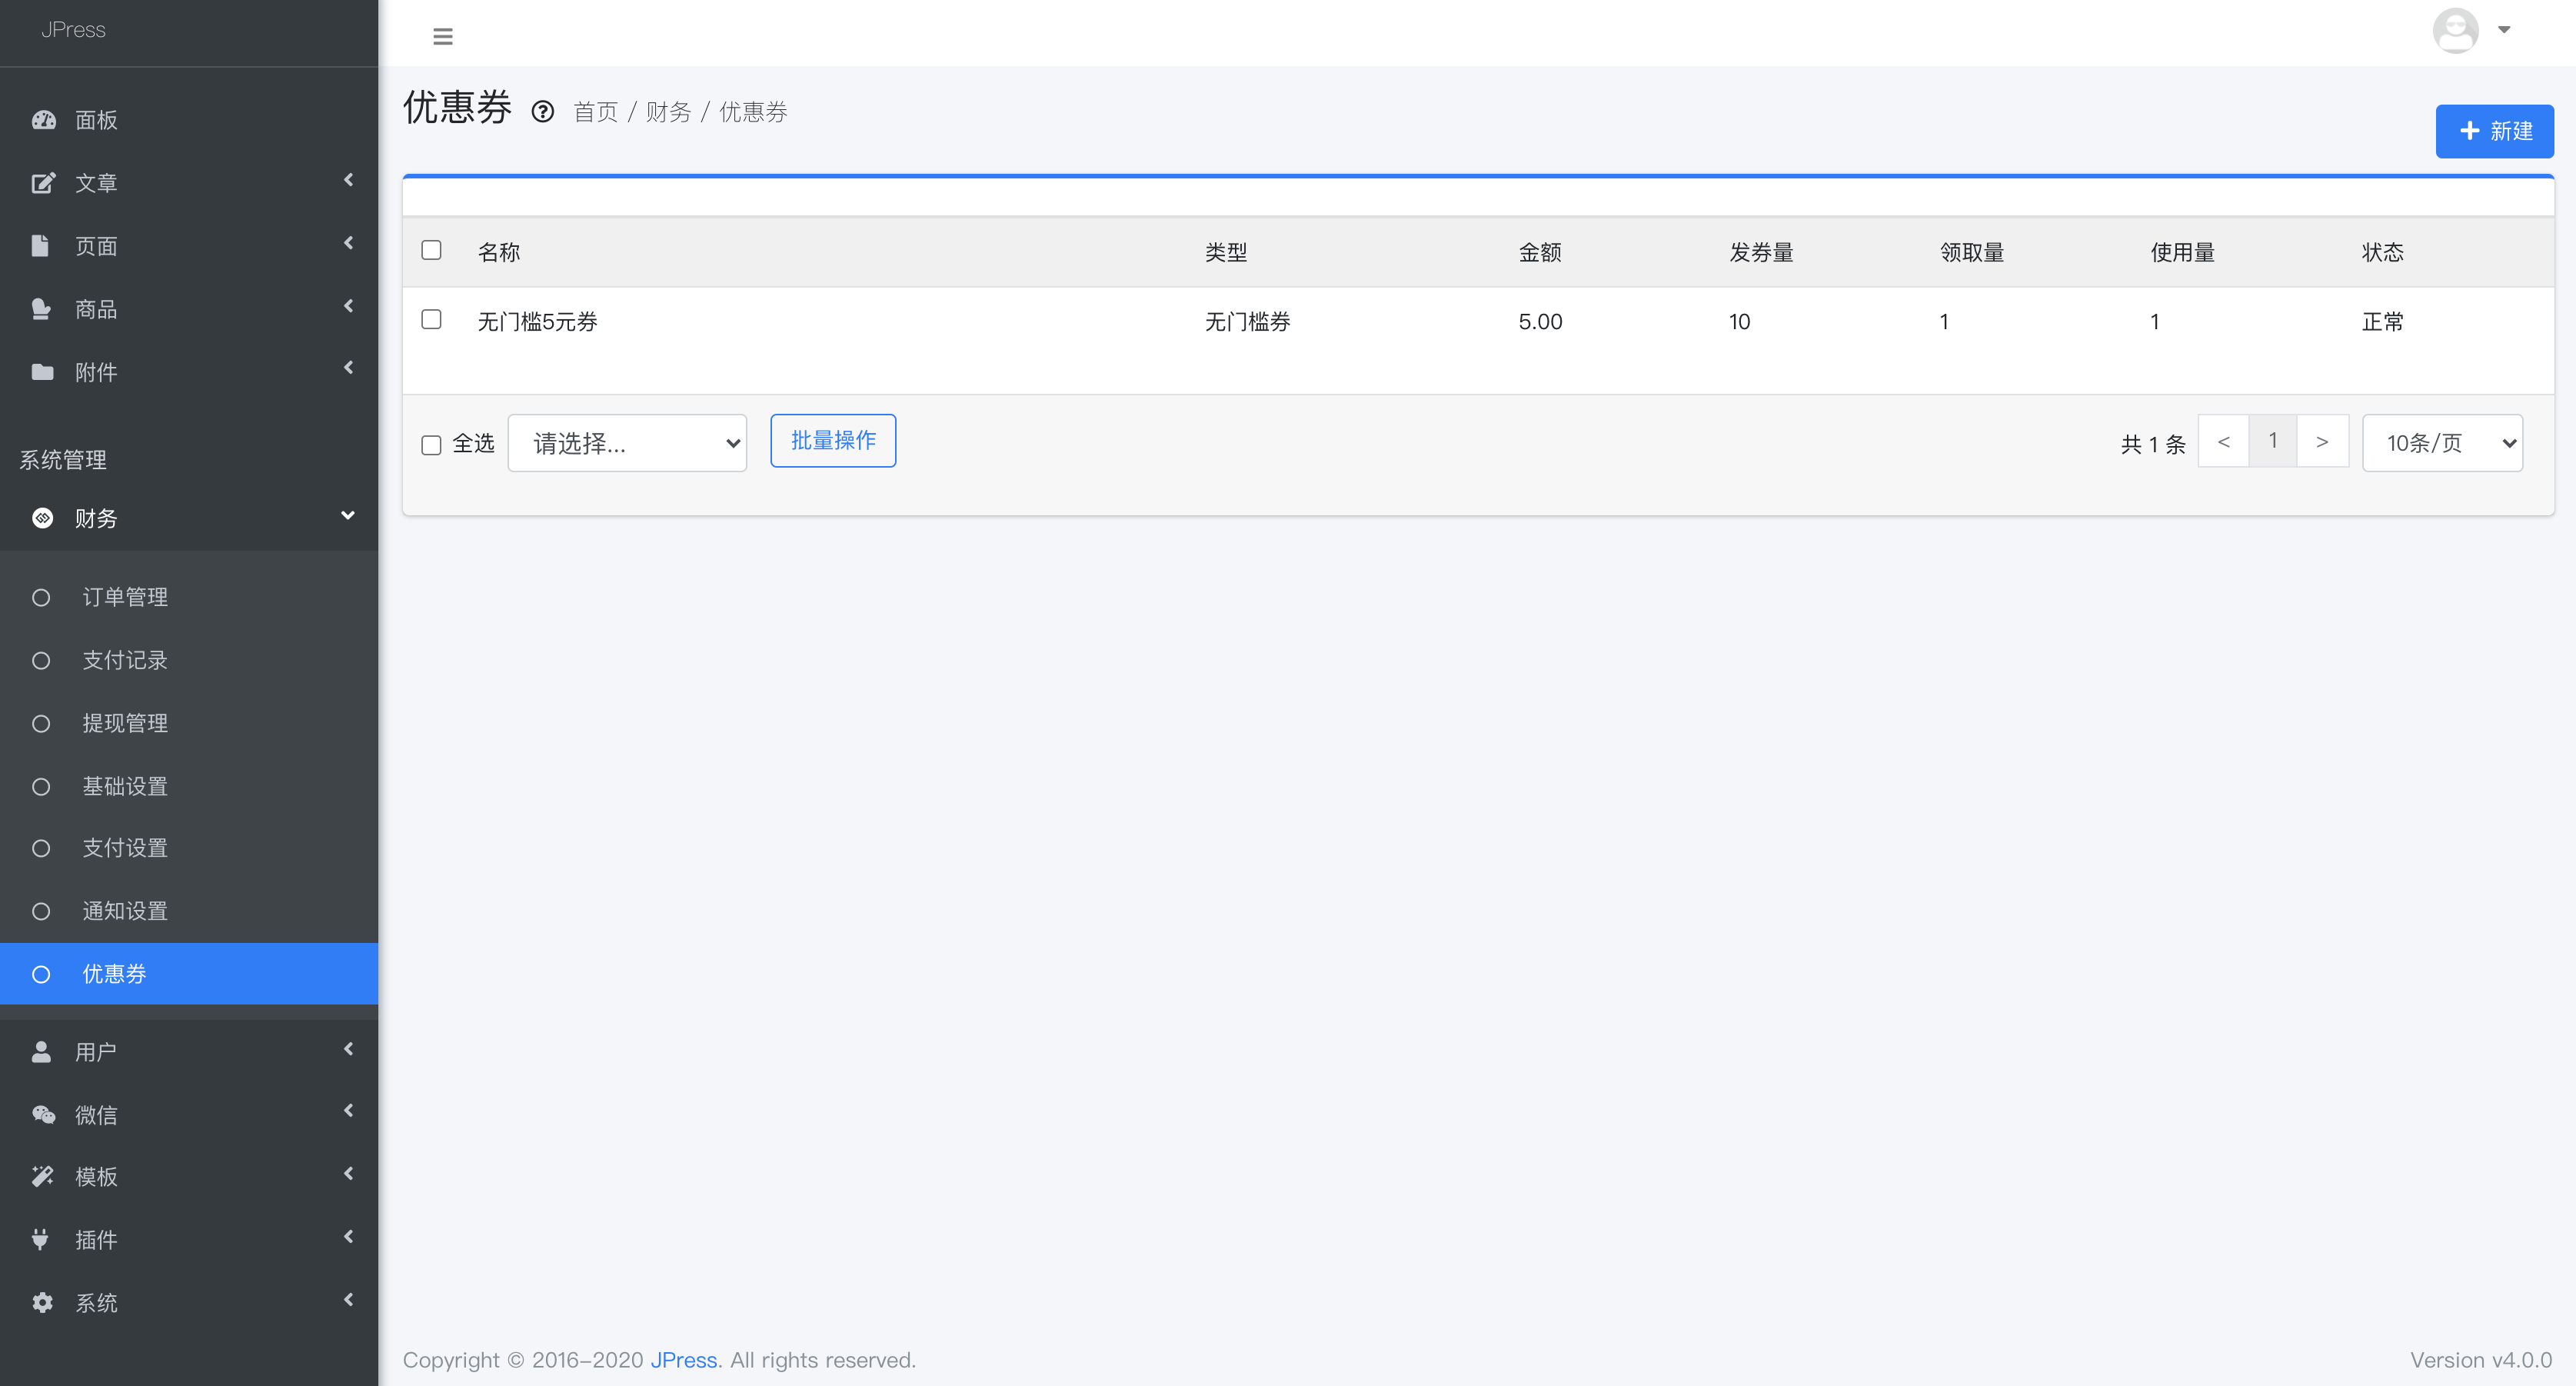 JPress
面板
文章
页面
商品
附件
系统管理
财务
订单管理
支付记录
提现管理
基础设置
支付设置
通知设置
优惠券
用户
微信
模板
插件
系统
优惠券 首页 / 财务 / 优惠券
新建
名称 类型 金额 发券量 领取量 使用量 状态
无门槛5元券 无门槛券 5.00 10 1 1 正常
全选 请选择... 批量操作 共 1 条 < 1 > 10条/页
Copyright © 2016-2020 JPress. All rights reserved. Version v4.0.0